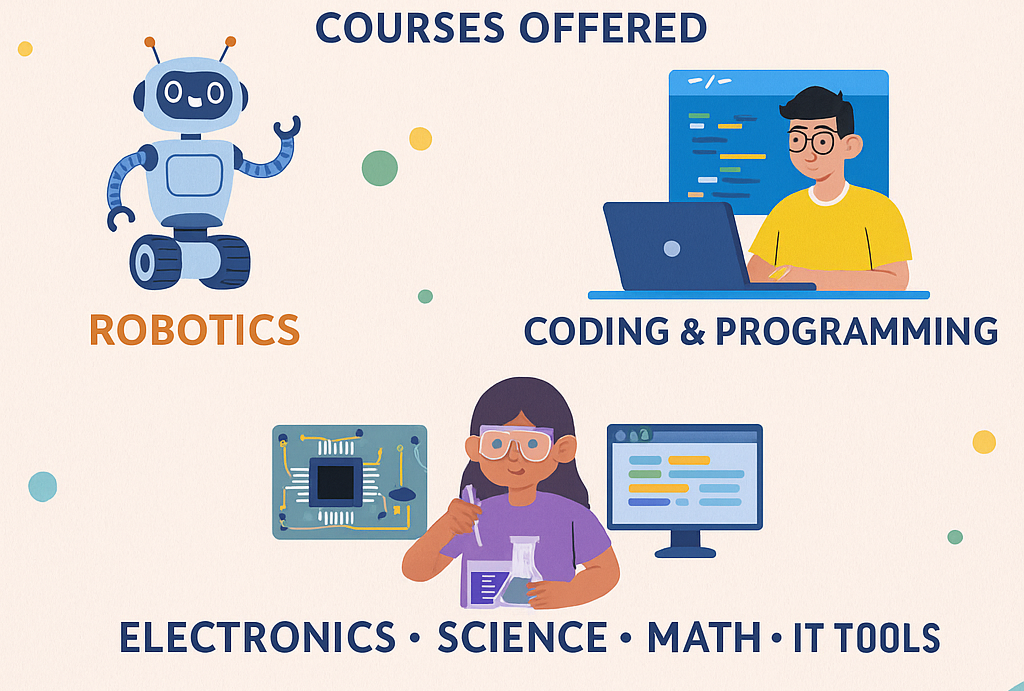 COURSES OFFERED
ROBOTICS
CODING & PROGRAMMING
ELECTRONICS • SCIENCE • MATH • IT TOOLS